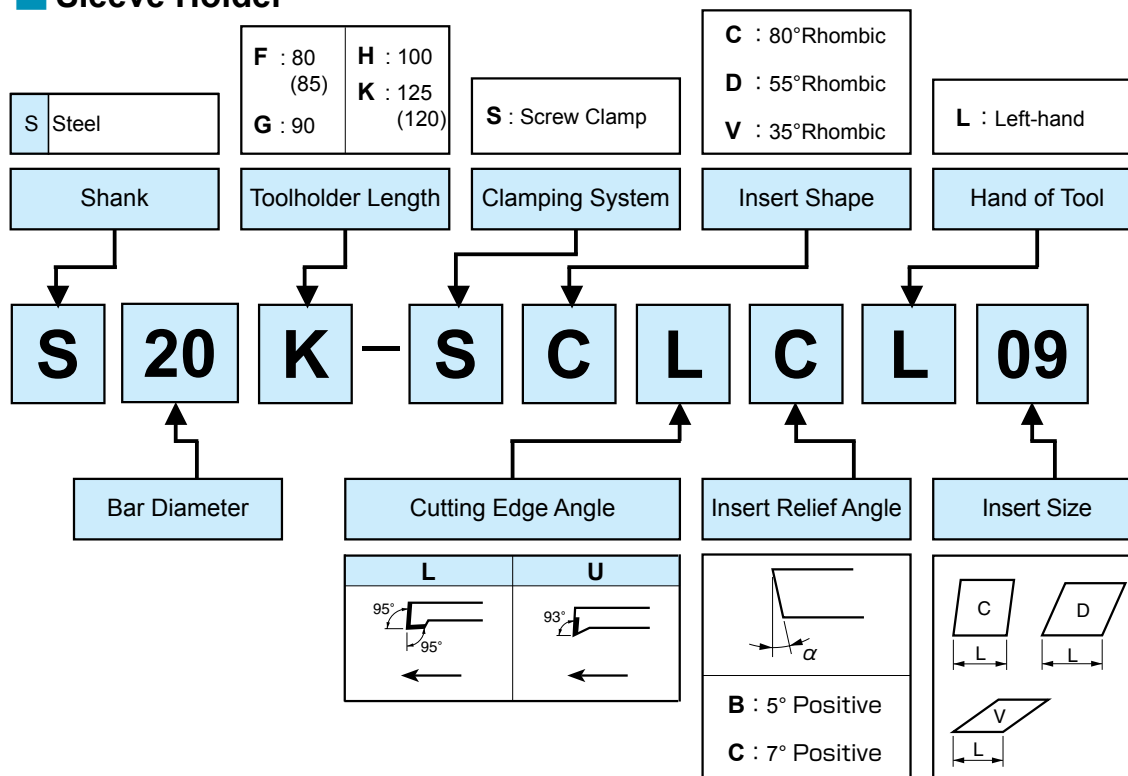 Sleeve Holder
S Steel
F : 80
(85)
G : 90
H : 100
K : 125
(120)
S : Screw Clamp
C : 80°Rhombic
D : 55°Rhombic
V : 35°Rhombic
L : Left-hand
Shank
Toolholder Length
Clamping System
Insert Shape
Hand of Tool
S 20 K - S C L C L 09
Bar Diameter
Cutting Edge Angle
Insert Relief Angle
Insert Size
L
U
95°
95°
93°
α
B : 5° Positive
C : 7° Positive
C
L
D
L
V
L